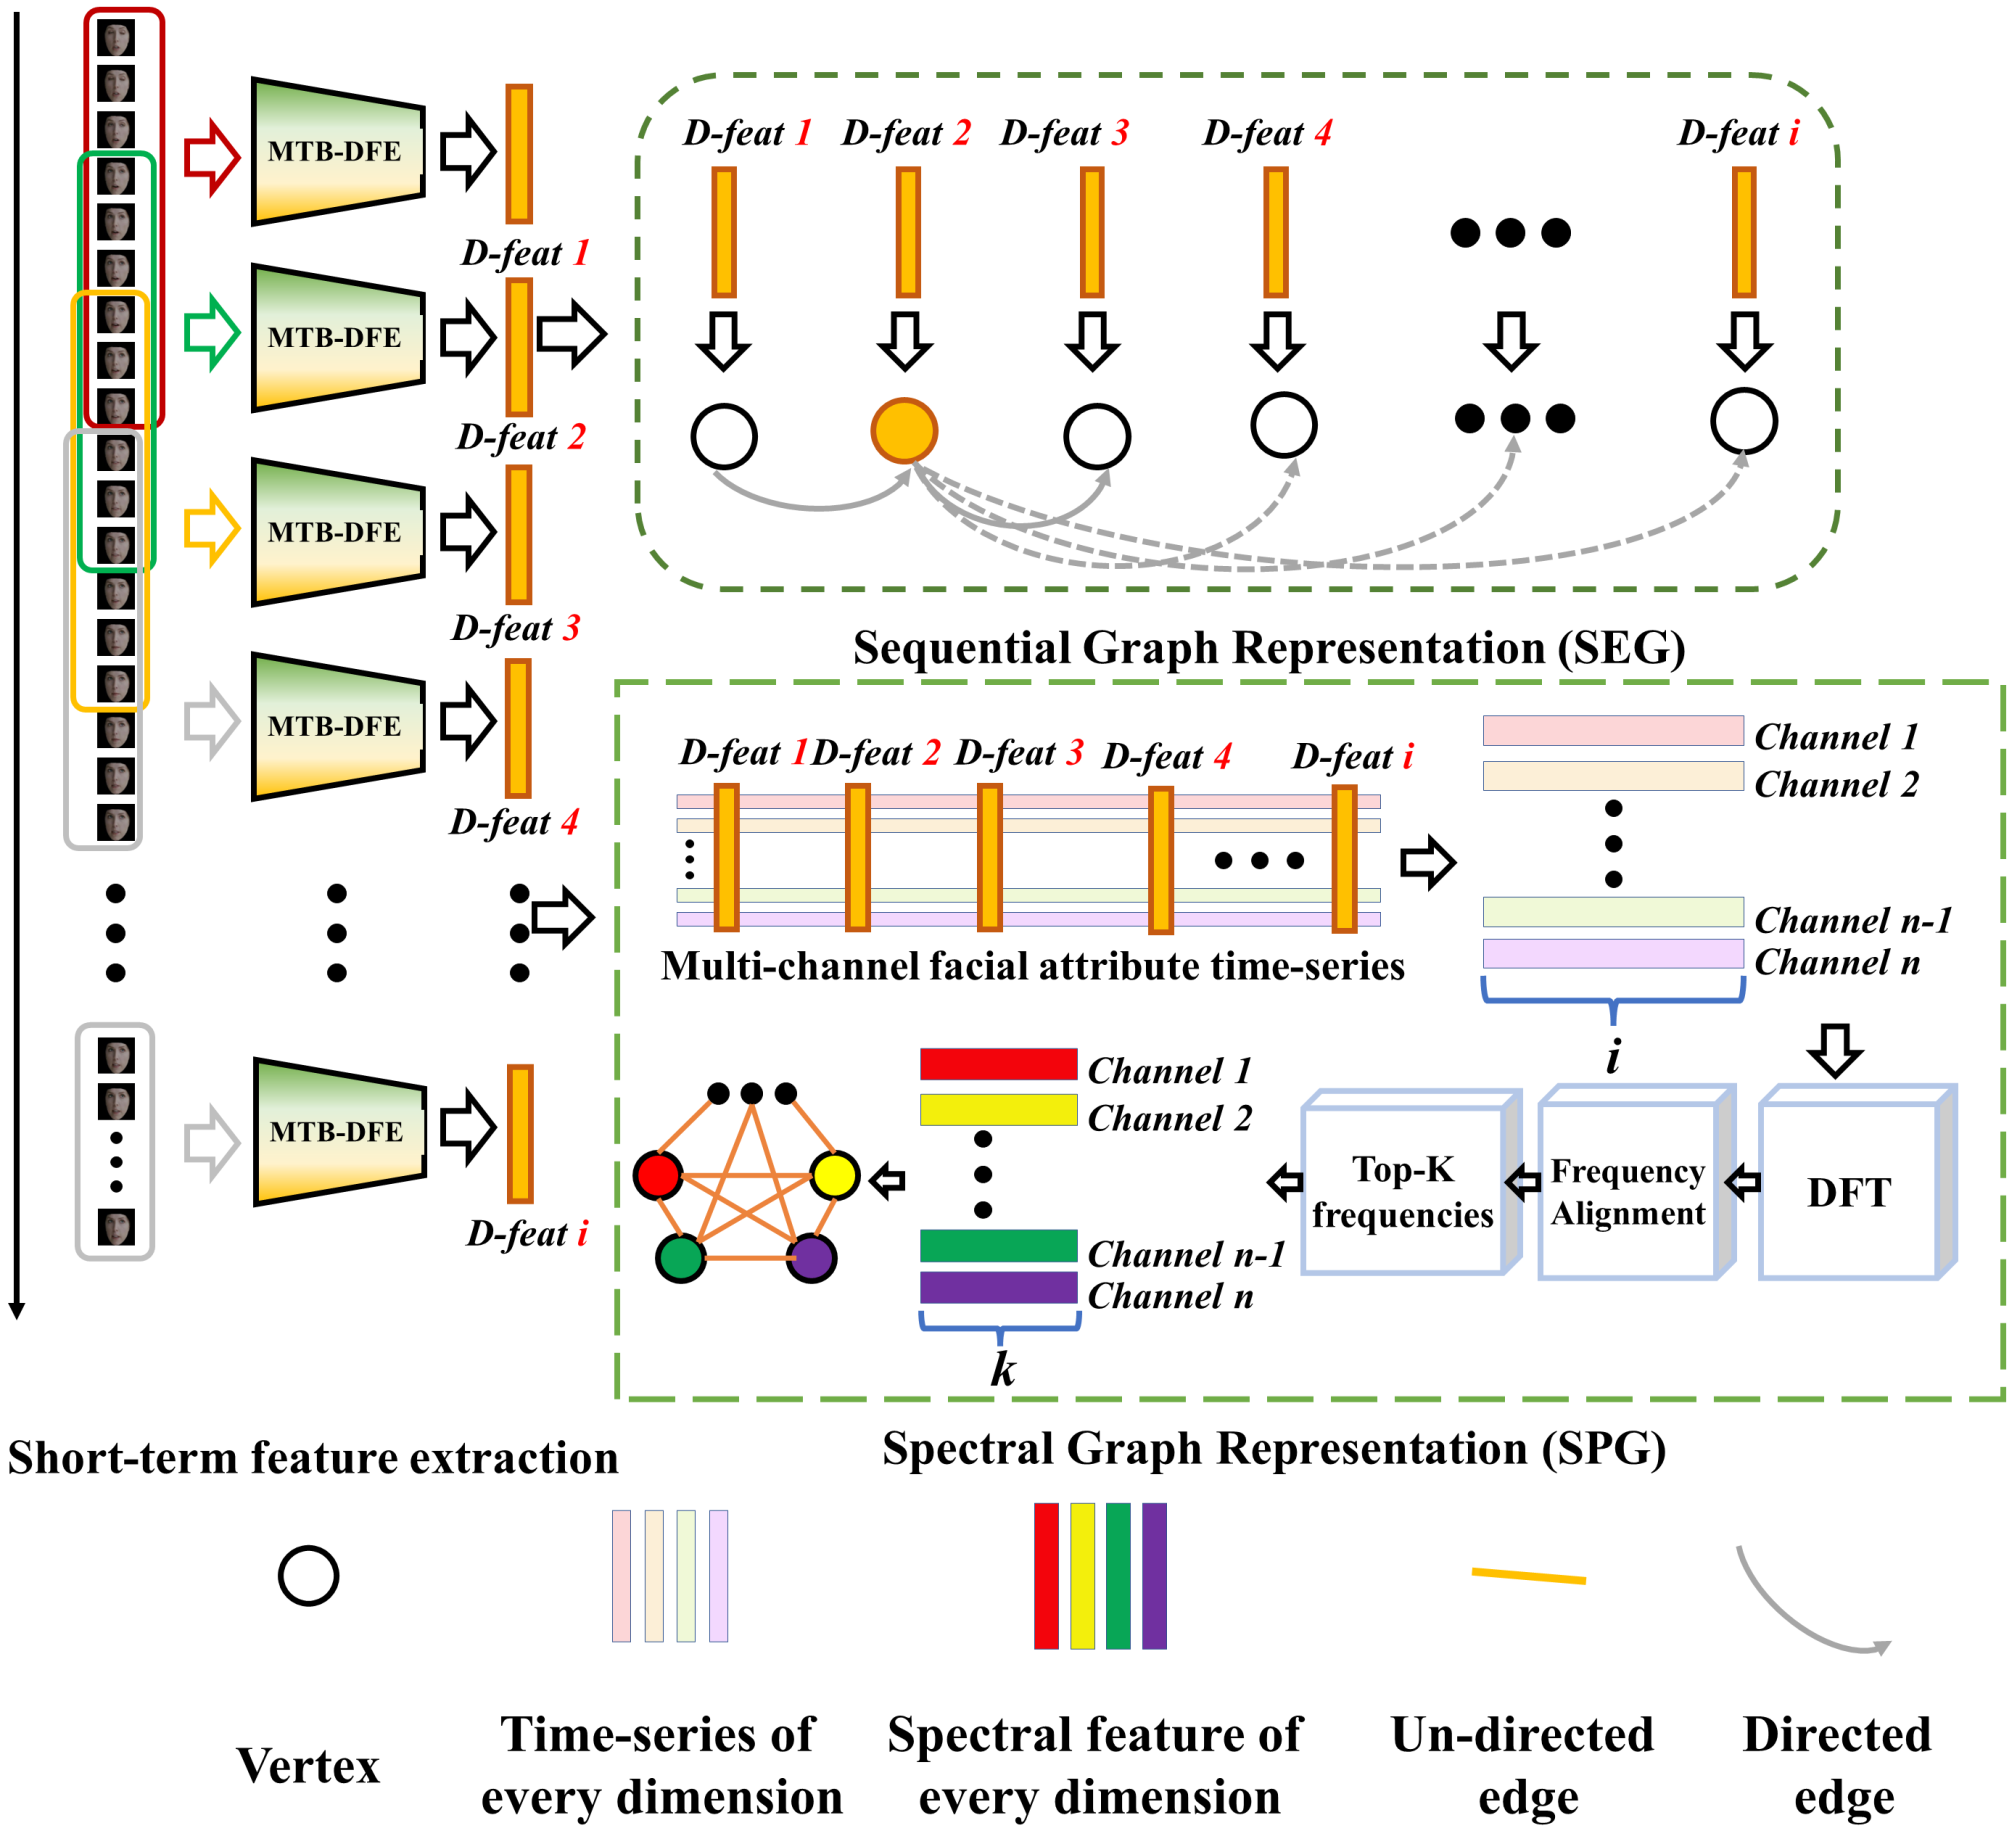 MTB-DFE
D-feat 1
MTB-DFE
D-feat 2
MTB-DFE
D-feat 3
MTB-DFE
D-feat 4
MTB-DFE
D-feat i
Short-term feature extraction
D-feat 1 D-feat 2 D-feat 3 D-feat 4 D-feat i
Sequential Graph Representation (SEG)
D-feat 1 D-feat 2 D-feat 3 D-feat 4 D-feat i
Multi-channel facial attribute time-series
Channel 1
Channel 2
Channel n-1
Channel n
i
DFT
Frequency
Alignment
Top-K
frequencies
Channel 1
Channel 2
Channel n-1
Channel n
k
Spectral Graph Representation (SPG)
Vertex
Time-series of
every dimension
Spectral feature of
every dimension
Un-directed
edge
Directed
edge